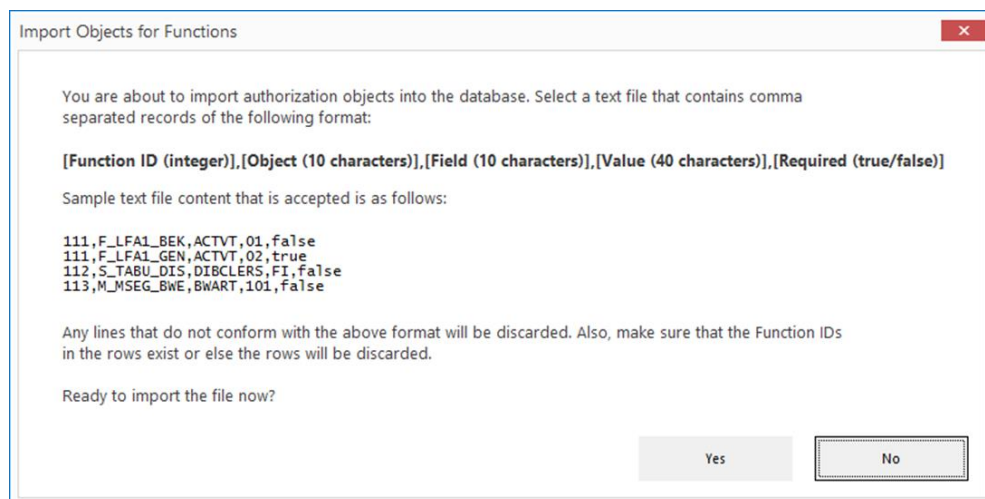 Import Objects for Functions
You are about to import authorization objects into the database. Select a text file that contains comma
separated records of the following format:
[Function ID (integer)],[Object (10 characters)],[Field (10 characters)],[Value (40 characters)],[Required (true/false)]
Sample text file content that is accepted is as follows:
111,F_LFA1_BEK,ACTVT,01,false
111,F_LFA1_GEN,ACTVT,02,true
112,S_TABU_DIS,DIBCLERS,FI,false
113,M_MSEG_BWE,BWART,101,false
Any lines that do not conform with the above format will be discarded. Also, make sure that the Function IDs
in the rows exist or else the rows will be discarded.
Ready to import the file now?
Yes No